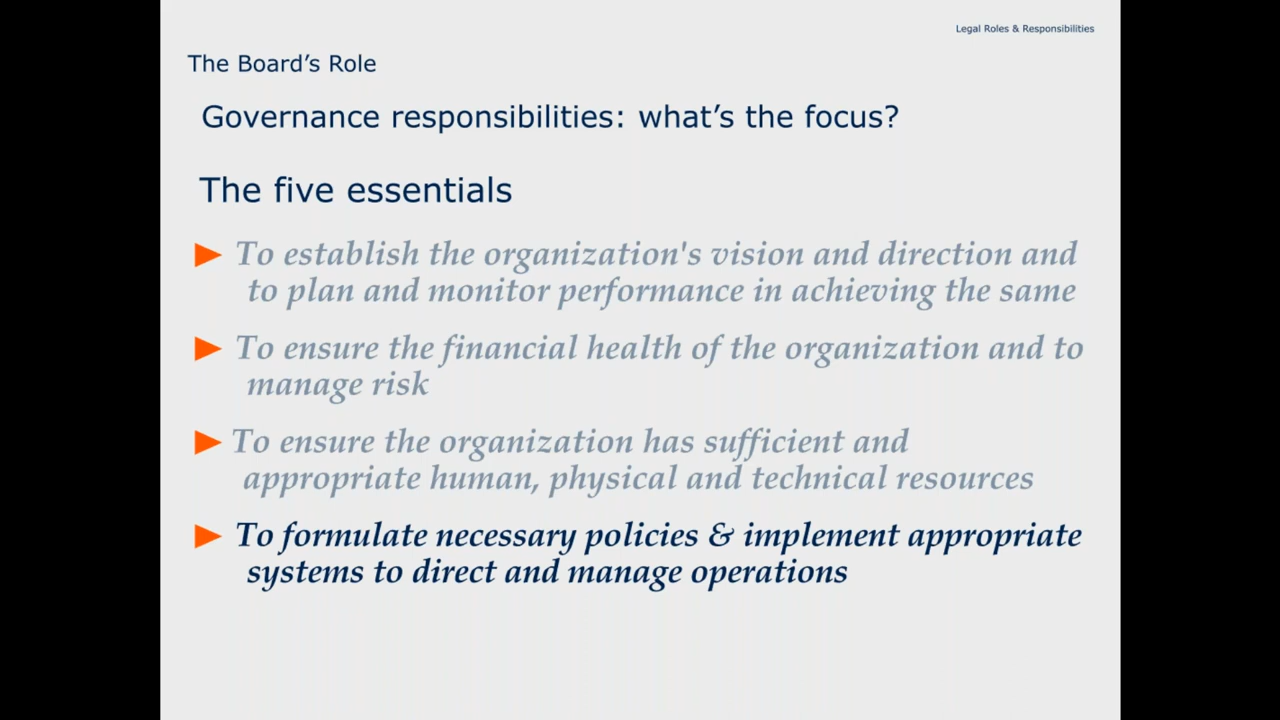 Legal Roles & Responsibilities
The Board’s Role
Governance responsibilities: what’s the focus?
The five essentials
To establish the organization's vision and direction and
to plan and monitor performance in achieving the same
To ensure the financial health of the organization and to
manage risk
To ensure the organization has sufficient and
appropriate human, physical and technical resources
To formulate necessary policies & implement appropriate
systems to direct and manage operations